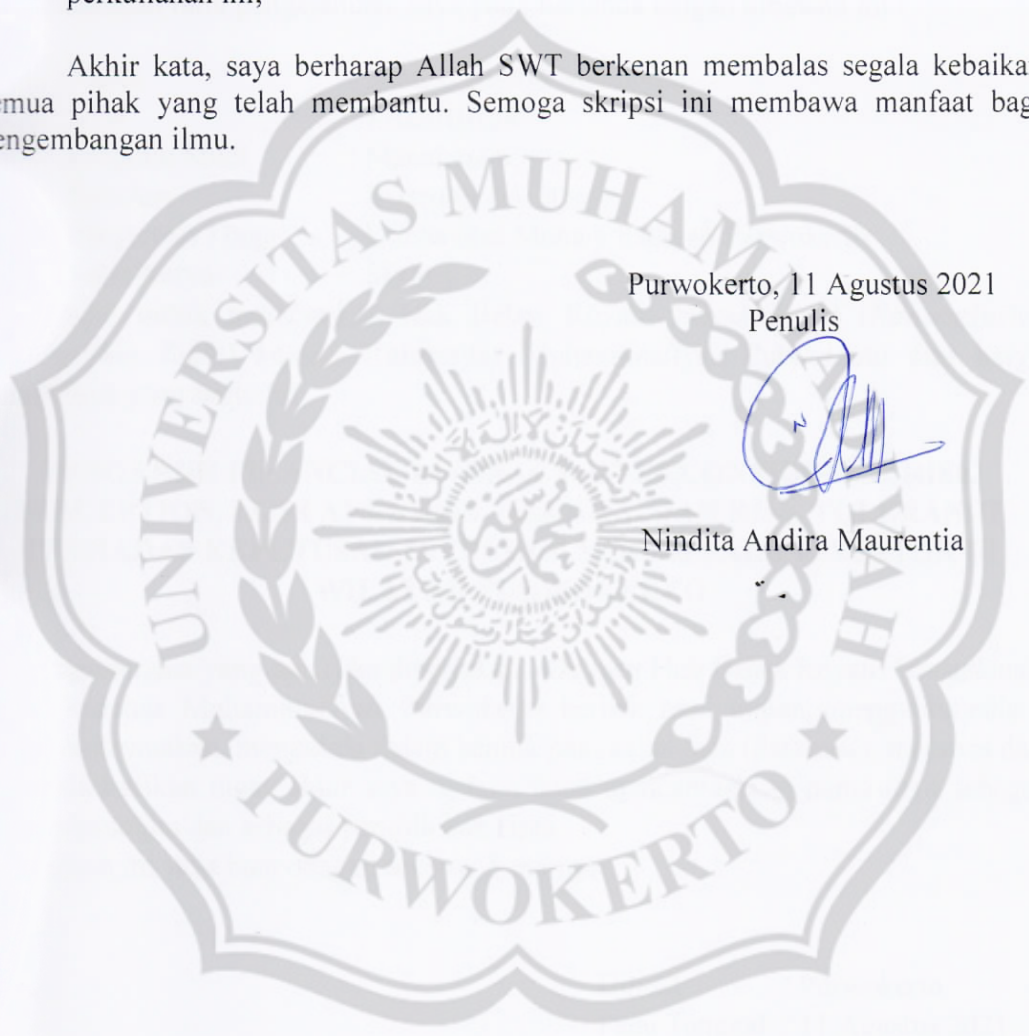 Akhir kata, saya berharap Allah SWT berkenan membalas segala kebaikan
emua pihak yang telah membantu. Semoga skripsi ini membawa manfaat bag
engembangan ilmu.
UNIVERSITAS MUHAMMADIYAH
Purwokerto, 11 Agustus 2021
Penulis
Nindita Andira Maurentia
PURWOKERTO